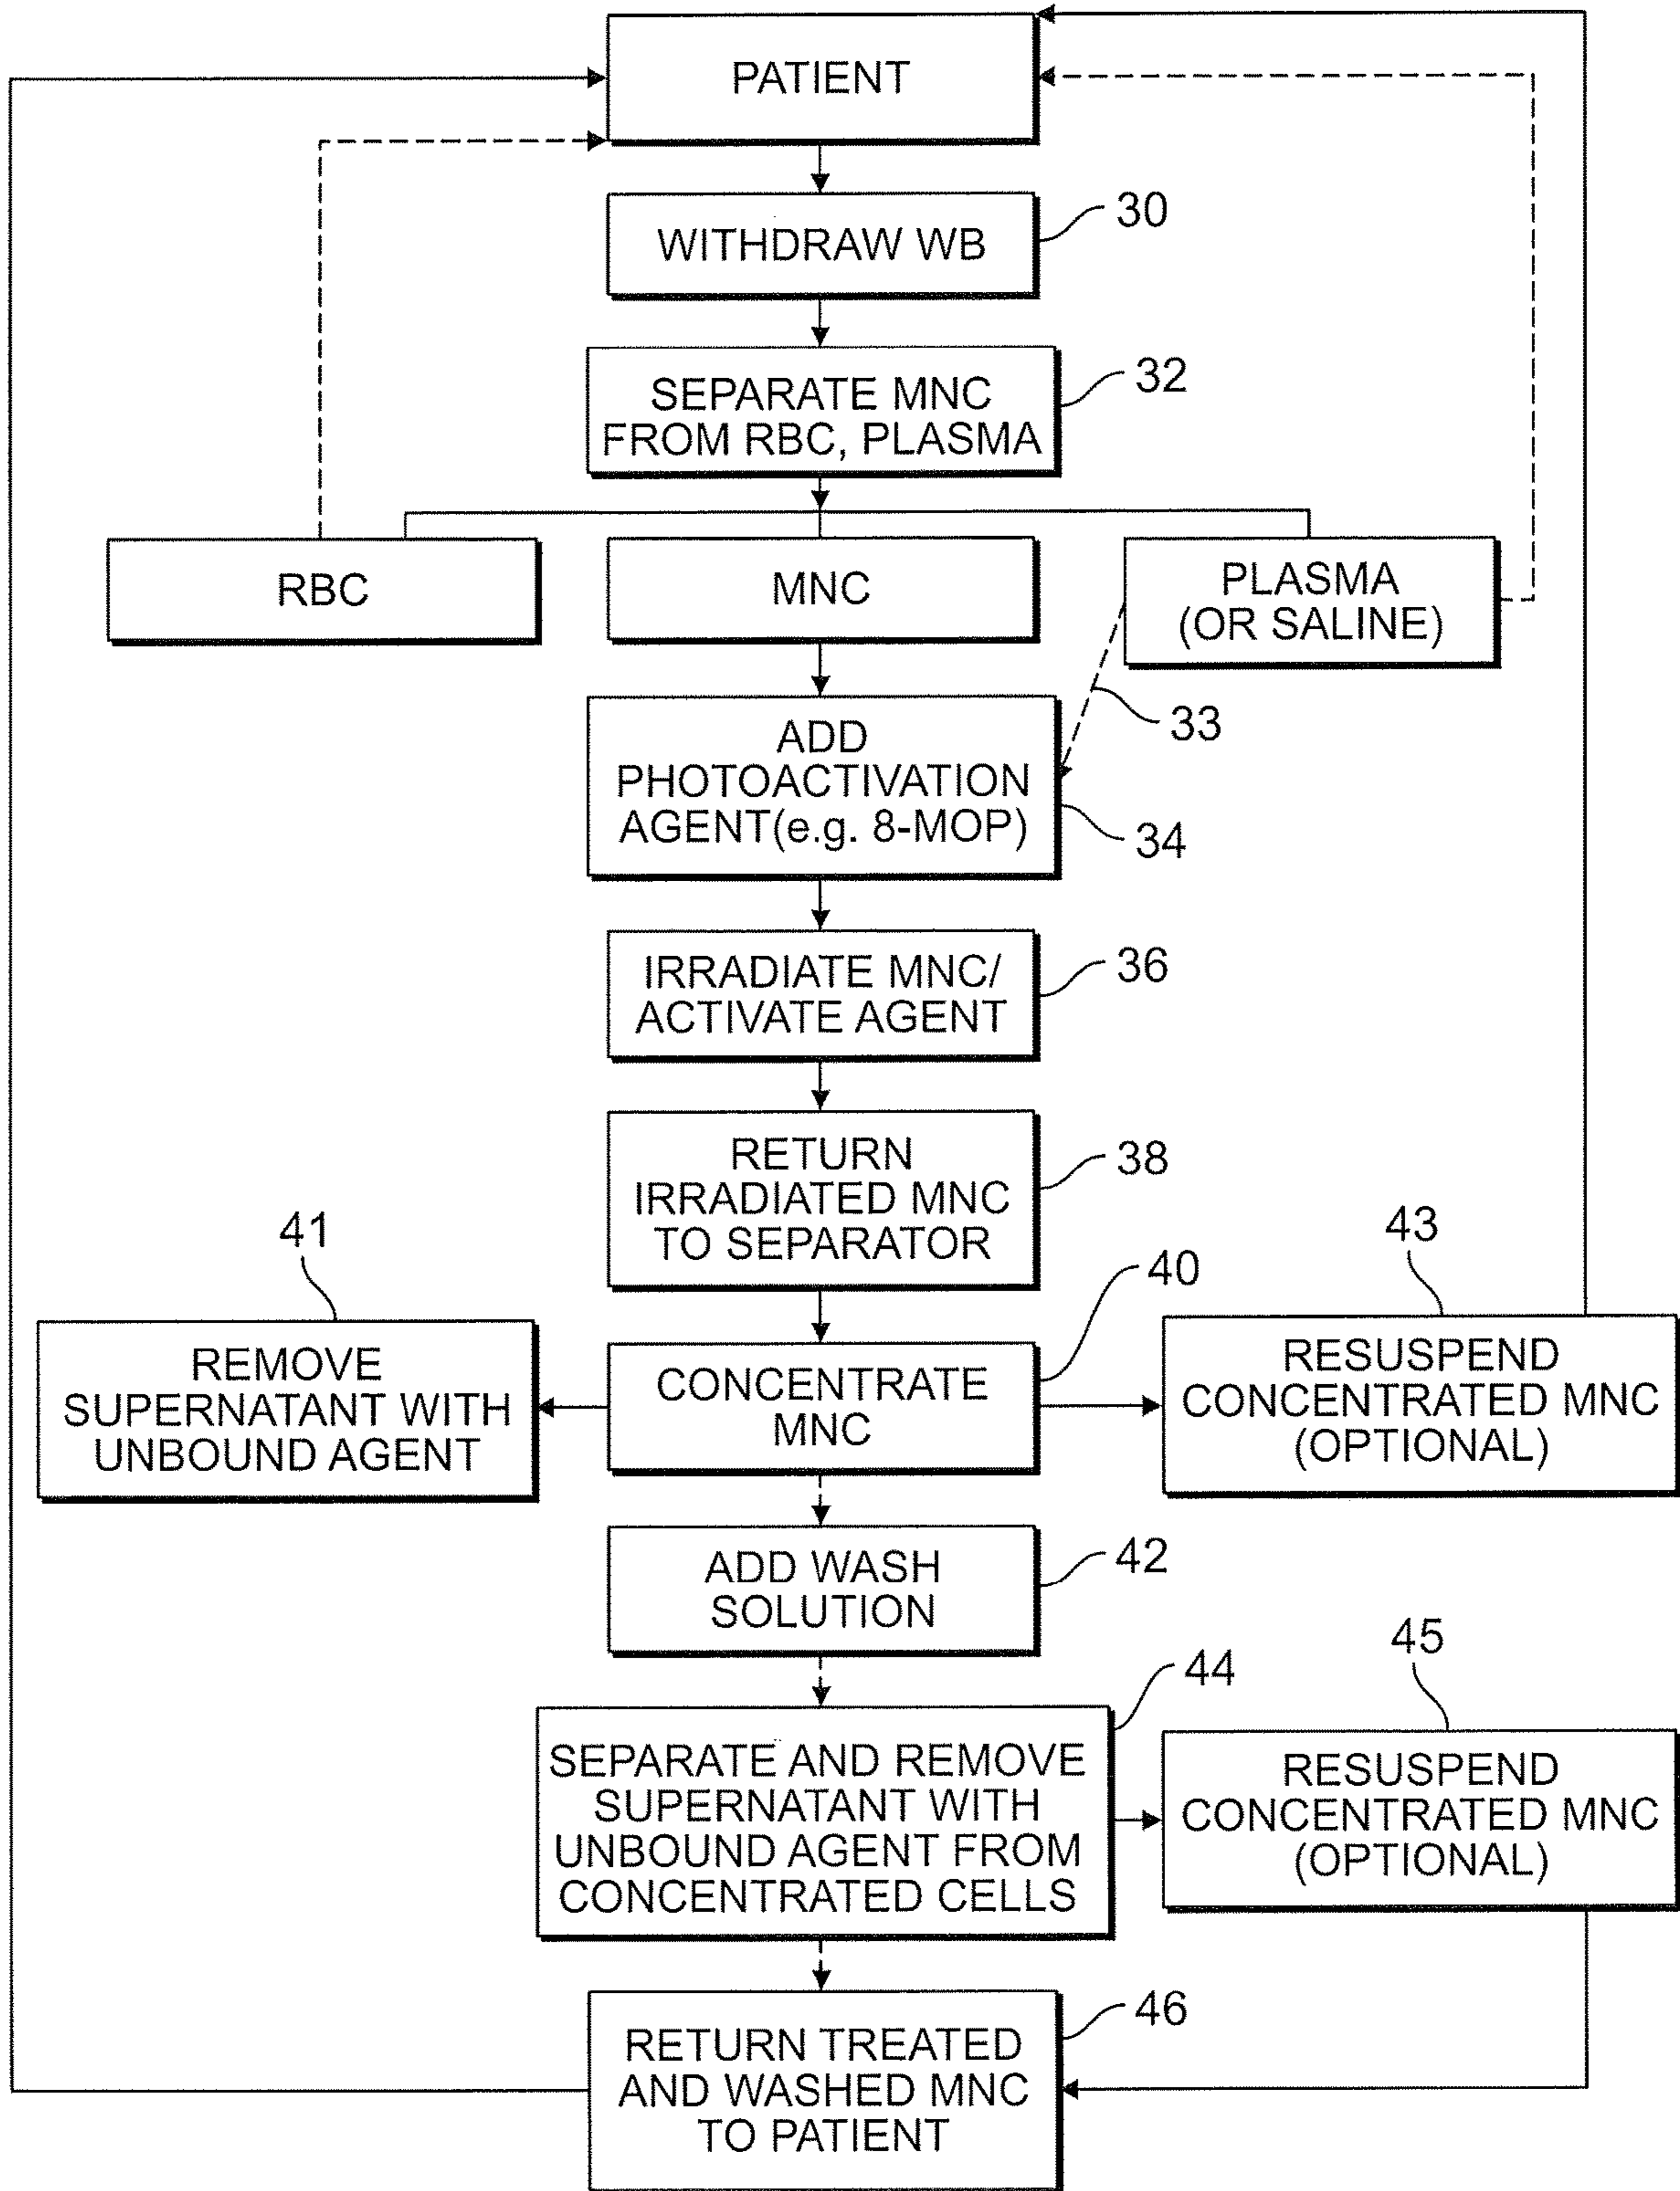 PATIENT
WITHDRAW WB
30
SEPARATE MNC
FROM RBC, PLASMA
32
RBC
MNC
PLASMA
(OR SALINE)
33
ADD
PHOTOACTIVATION
AGENT(e.g. 8-MOP)
34
IRRADIATE MNC/
ACTIVATE AGENT
36
RETURN
IRRADIATED MNC
TO SEPARATOR
38
41
REMOVE
SUPERNATANT WITH
UNBOUND AGENT
40
CONCENTRATE
MNC
43
RESUSPEND
CONCENTRATED MNC
(OPTIONAL)
ADD WASH
SOLUTION
42
44
SEPARATE AND REMOVE
SUPERNATANT WITH
UNBOUND AGENT FROM
CONCENTRATED CELLS
45
RESUSPEND
CONCENTRATED MNC
(OPTIONAL)
46
RETURN TREATED
AND WASHED MNC
TO PATIENT